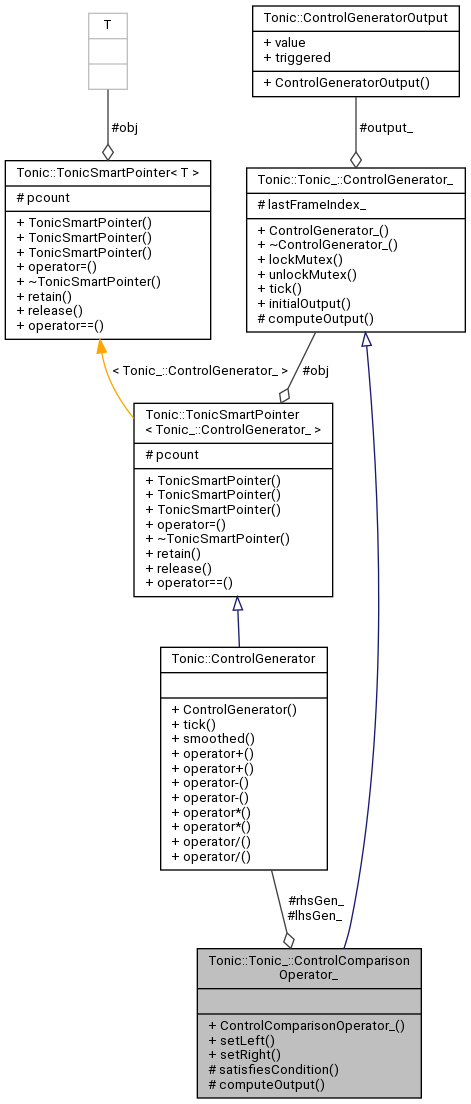 T
#obj
Tonic::ControlGeneratorOutput
+ value
+ triggered
+ ControlGeneratorOutput()
#output_
Tonic::TonicSmartPointer< T >
# pcount
+ TonicSmartPointer()
+ TonicSmartPointer()
+ TonicSmartPointer()
+ operator=()
+ ~TonicSmartPointer()
+ retain()
+ release()
+ operator==()
Tonic::Tonic_::ControlGenerator_
# lastFrameIndex_
+ ControlGenerator_()
+ ~ControlGenerator_()
+ lockMutex()
+ unlockMutex()
+ tick()
+ initialOutput()
# computeOutput()
< Tonic_::ControlGenerator_ >
#obj
Tonic::TonicSmartPointer
< Tonic_::ControlGenerator_ >
# pcount
+ TonicSmartPointer()
+ TonicSmartPointer()
+ TonicSmartPointer()
+ operator=()
+ ~TonicSmartPointer()
+ retain()
+ release()
+ operator==()
Tonic::ControlGenerator
+ ControlGenerator()
+ tick()
+ smoothed()
+ operator+()
+ operator+()
+ operator-()
+ operator-()
+ operator*()
+ operator*()
+ operator/()
+ operator/()
#rhsGen_
#lhsGen_
Tonic::Tonic_::ControlComparison
Operator_
+ ControlComparisonOperator_()
+ setLeft()
+ setRight()
# satisfiesCondition()
# computeOutput()